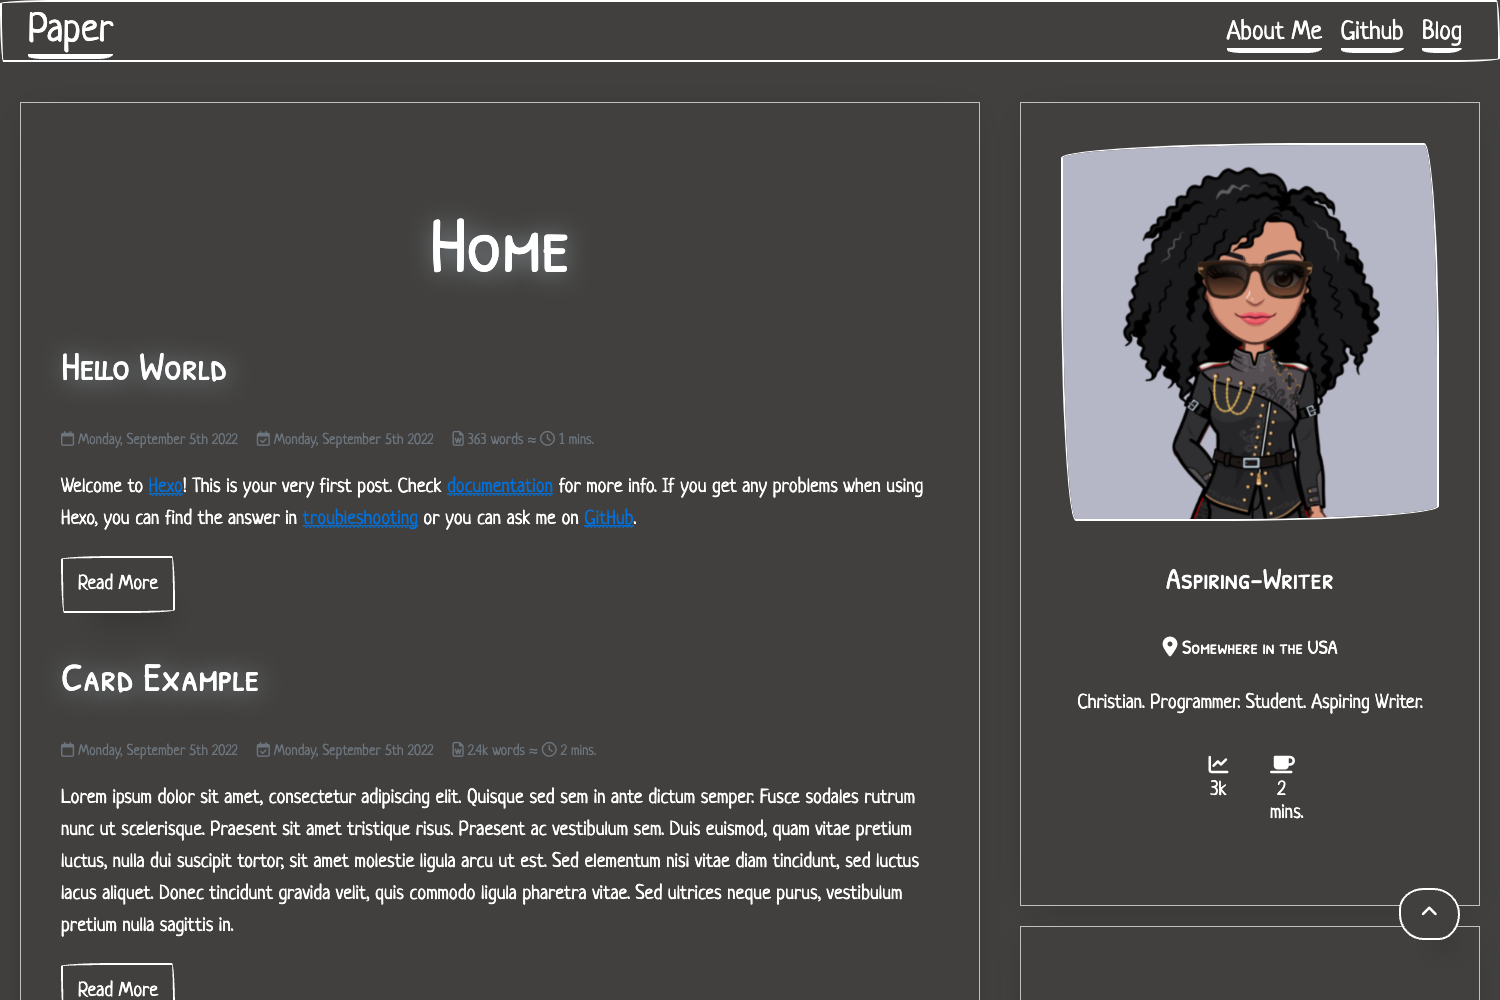 Paper
About Me Github Blog
Home
Hello World
Monday, September 5th 2022 Monday, September 5th 2022 363 words ≈ 1 mins.
Welcome to Hexo! This is your very first post. Check documentation for more info. If you get any problems when using
Hexo, you can find the answer in troubleshooting or you can ask me on GitHub.
Read More
Card Example
Monday, September 5th 2022 Monday, September 5th 2022 2.4k words ≈ 2 mins.
Lorem ipsum dolor sit amet, consectetur adipiscing elit. Quisque sed sem in ante dictum semper. Fusce sodales rutrum
nunc ut scelerisque. Praesent sit amet tristique risus. Praesent ac vestibulum sem. Duis euismod, quam vitae pretium
luctus, nulla dui suscipit tortor, sit amet molestie ligula arcu ut est. Sed elementum nisi vitae diam tincidunt, sed luctus
lacus aliquet. Donec tincidunt gravida velit, quis commodo ligula pharetra vitae. Sed ultrices neque purus, vestibulum
pretium nulla sagittis in.
Read More
Aspiring-Writer
Somewhere in the USA
Christian. Programmer. Student. Aspiring Writer.
3k 2
mins.